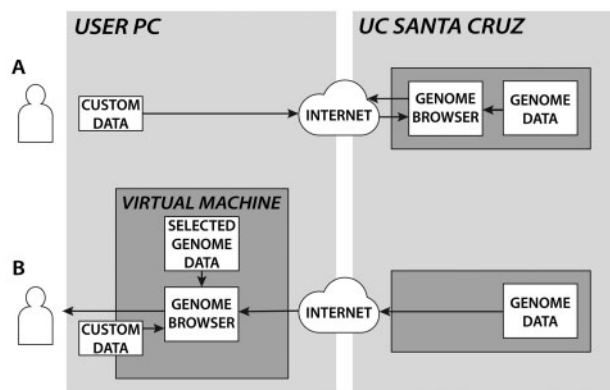 USER PC
UC SANTA CRUZ
A
CUSTOM
DATA
INTERNET
GENOME
BROWSER
GENOME
DATA
VIRTUAL MACHINE
SELECTED
GENOME
DATA
B
GENOME
BROWSER
CUSTOM
DATA
INTERNET
GENOME
DATA